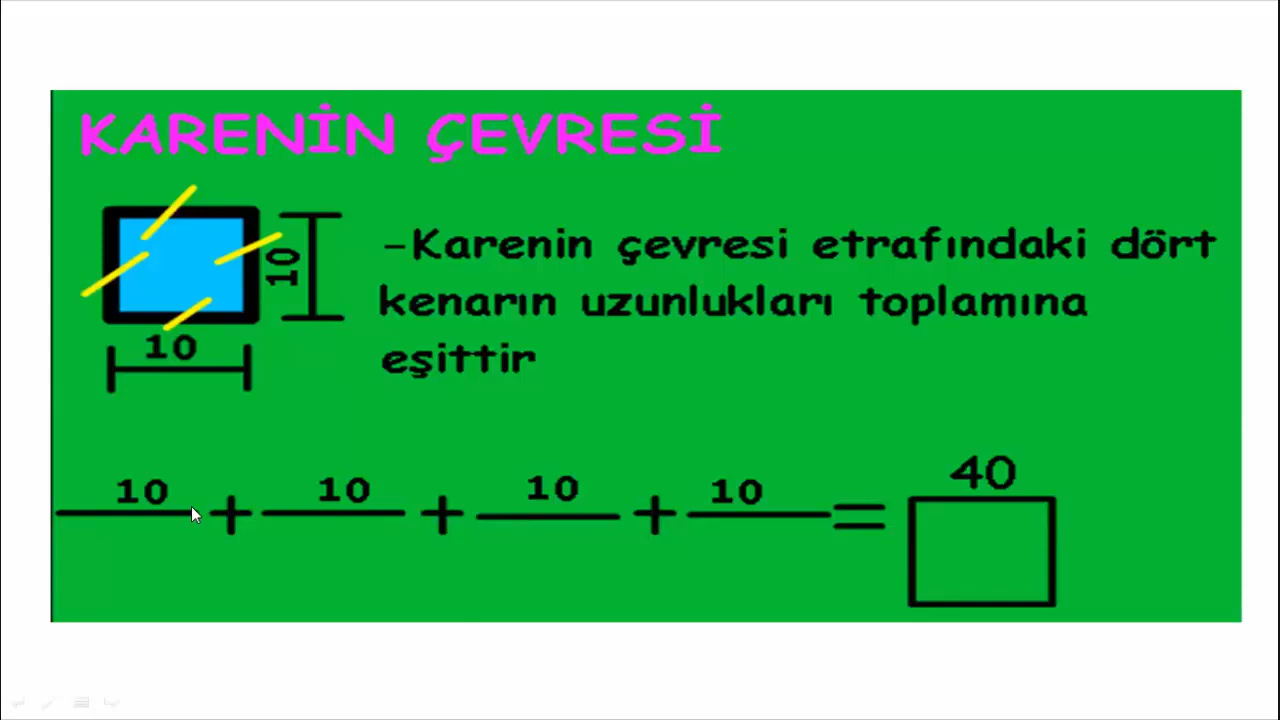 KARENİN ÇEVRESİ
-Karenin çevresi etrafındaki dört
kenarın uzunlukları toplamına
eşittir
10
10
10 + 10 + 10 + 10 = 40